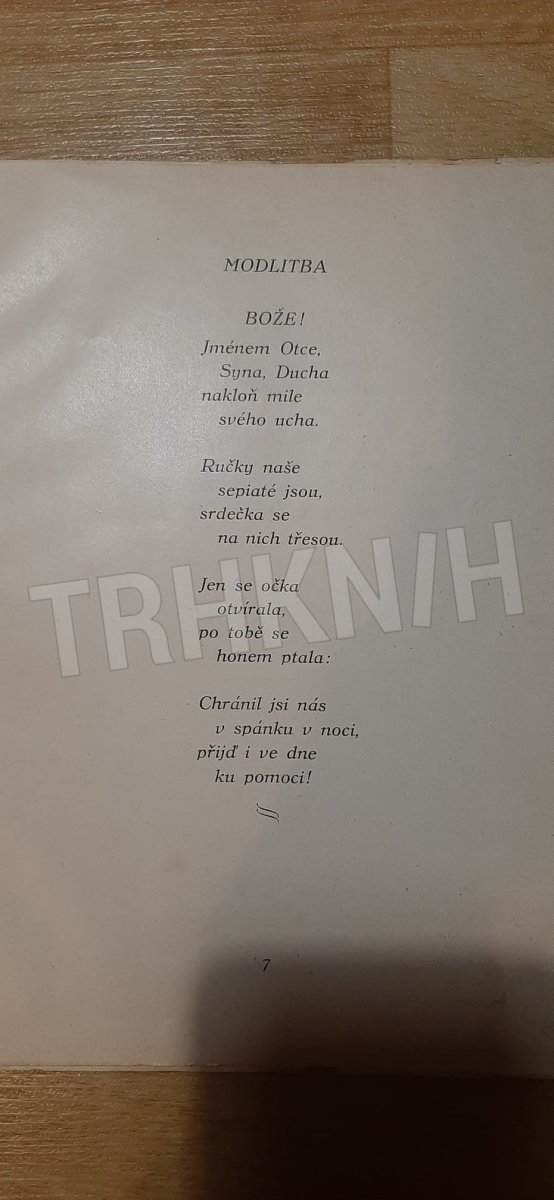 MODLITBA
BOŽE!
Jménem Otce,
Syna, Ducha
nakloň mile
svého ucha.
Ručky naše
sepiaté jsou,
srdečka se
na nich třesou.
Jen se očka
otvírala,
po tobě se
honem ptala:
Chránil jsi nás
v spánku v noci,
přijď i ve dne
ku pomoci!
7
TRHKNIH